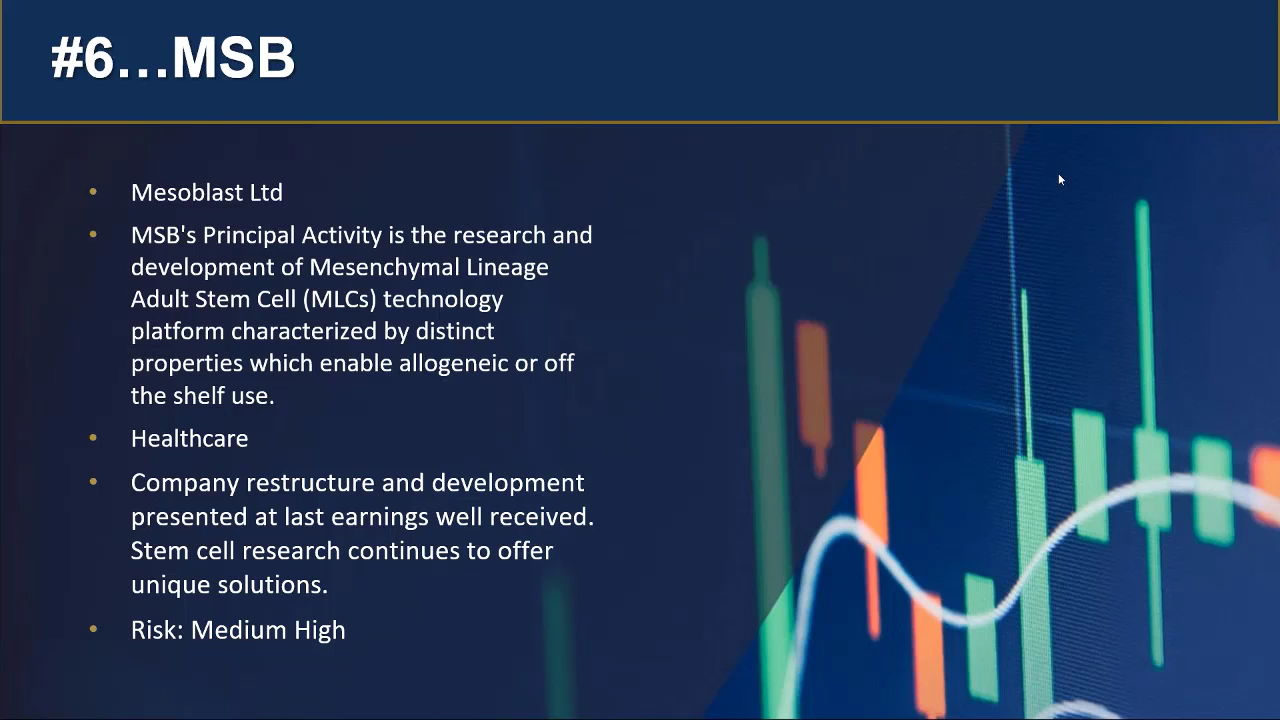 #6...MSB
• Mesoblast Ltd
• MSB's Principal Activity is the research and
development of Mesenchymal Lineage
Adult Stem Cell (MLCs) technology
platform characterized by distinct
properties which enable allogeneic or off
the shelf use.
• Healthcare
• Company restructure and development
presented at last earnings well received.
Stem cell research continues to offer
unique solutions.
• Risk: Medium High